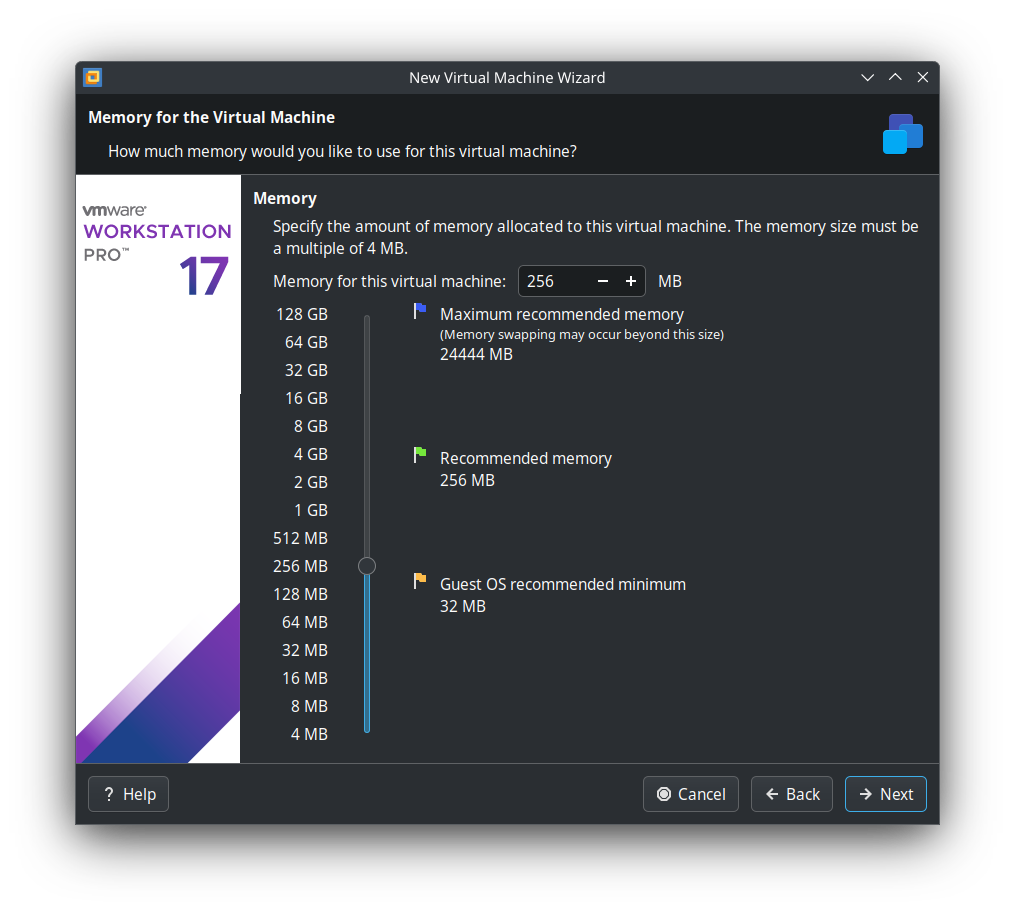 New Virtual Machine Wizard
Memory for the Virtual Machine
How much memory would you like to use for this virtual machine?
vmware®
WORKSTATION
PRO™
17
Memory
Specify the amount of memory allocated to this virtual machine. The memory size must be
a multiple of 4 MB.
Memory for this virtual machine: 256 − + MB
128 GB
64 GB
32 GB
16 GB
8 GB
4 GB
2 GB
1 GB
512 MB
256 MB
128 MB
64 MB
32 MB
16 MB
8 MB
4 MB
Maximum recommended memory
(Memory swapping may occur beyond this size)
24444 MB
Recommended memory
256 MB
Guest OS recommended minimum
32 MB
? Help
Cancel
Back
Next